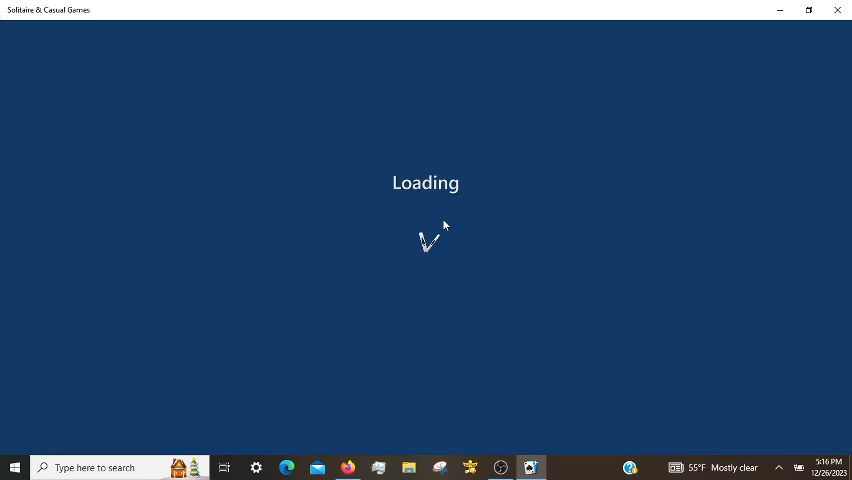 Solitaire & Casual Games
Loading
Type here to search
55°F Mostly clear
5:16 PM
12/26/2023